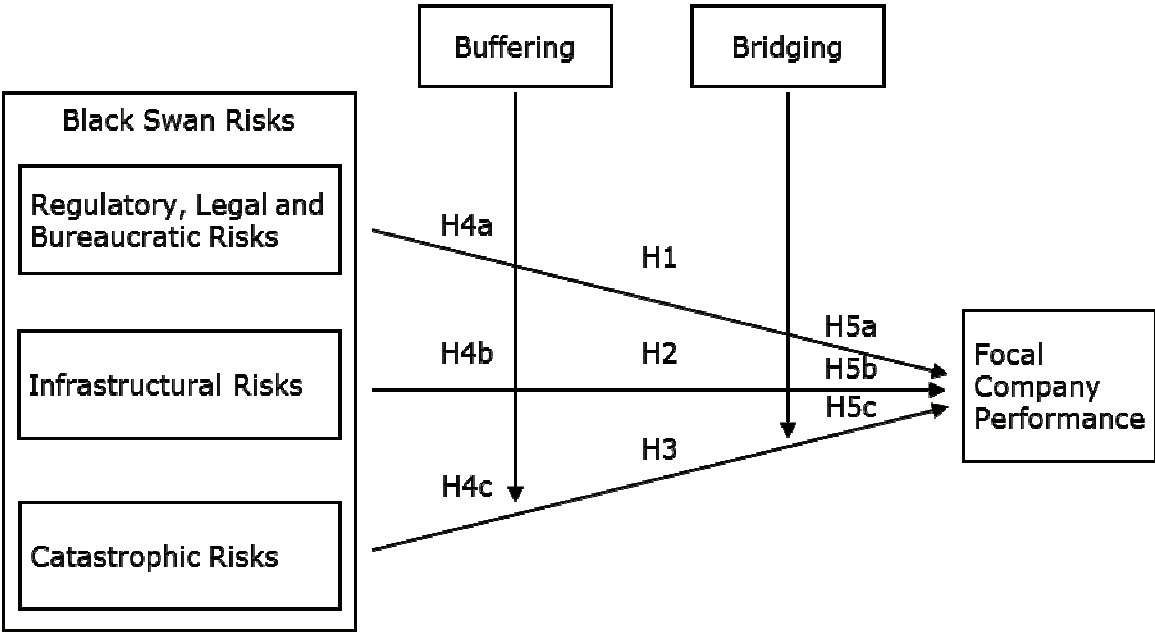 Buffering
Bridging
Black Swan Risks
Regulatory, Legal and
Bureaucratic Risks
H4a
H1
H5a
Infrastructural Risks
H4b
H2
H5b
H5c
Focal
Company
Performance
H3
H4c
Catastrophic Risks